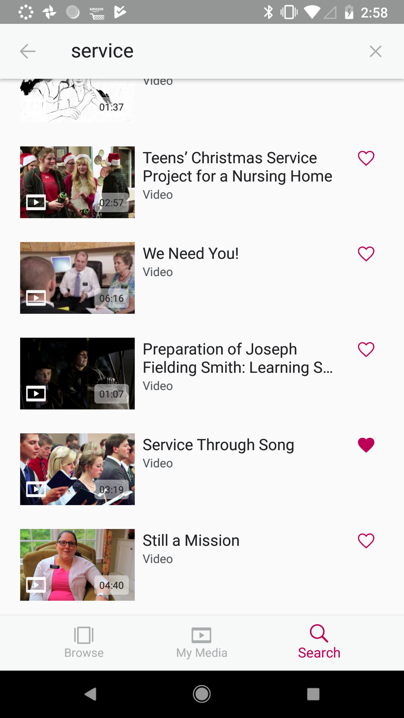 2:58
service
Video
01:37
Teens’ Christmas Service
Project for a Nursing Home
Video
02:57
We Need You!
Video
06:16
Preparation of Joseph
Fielding Smith: Learning S...
Video
01:07
Service Through Song
Video
03:19
Still a Mission
Video
04:40
Browse
My Media
Search